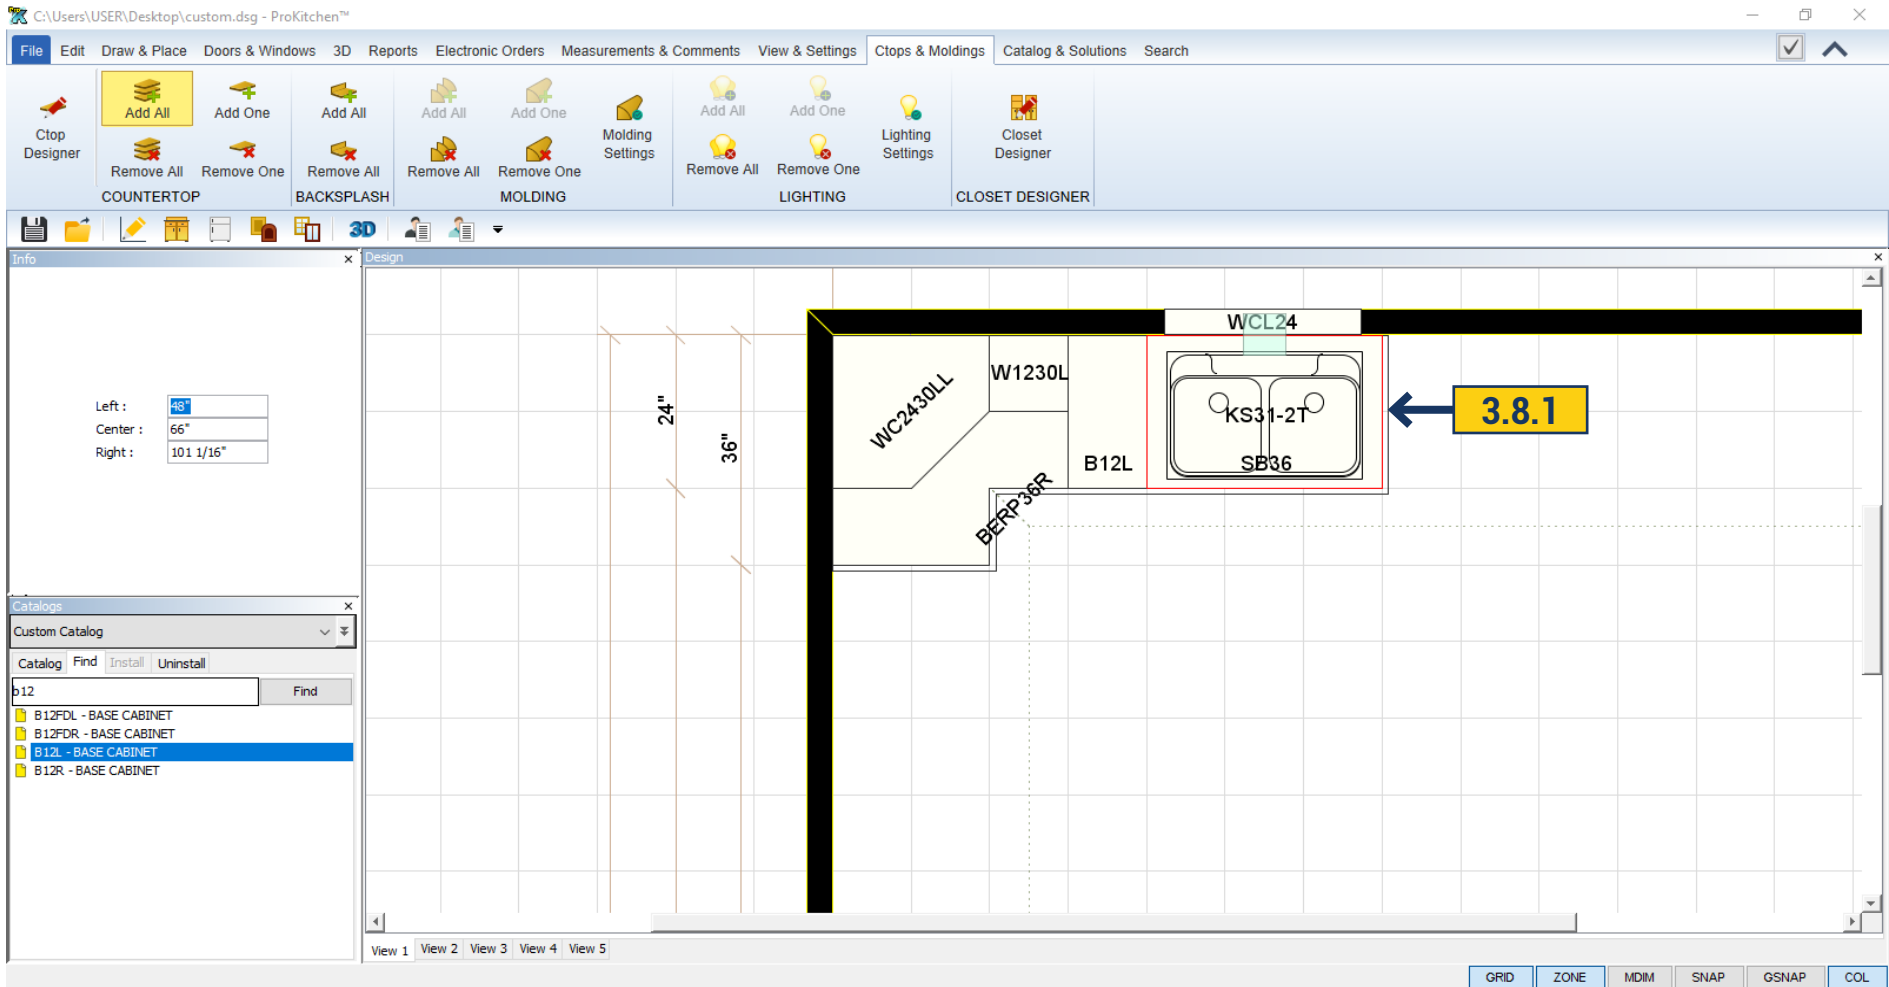 C:\Users\USER\Desktop\custom.dsg - ProKitchen™
File Edit Draw & Place Doors & Windows 3D Reports Electronic Orders Measurements & Comments View & Settings Ctops & Moldings Catalog & Solutions Search
Ctop Designer
Add All
Add One
Remove All
Remove One
COUNTERTOP
Add All
Remove All
BACKSPLASH
Add All
Add One
Remove All
Remove One
Molding Settings
MOLDING
Add All
Add One
Remove All
Remove One
Lighting Settings
LIGHTING
Closet Designer
CLOSET DESIGNER
3D
Info
Left : 48"
Center : 66"
Right : 101 1/16"
Catalogs
Custom Catalog
Catalog Find Install Uninstall
b12 Find
B12FDL - BASE CABINET
B12FDR - BASE CABINET
B12L - BASE CABINET
B12R - BASE CABINET
Design
WCL24
W1230L
WC2430LL
24"
36"
KS31-2T
3.8.1
B12L
SB36
BERP36R
View 1 View 2 View 3 View 4 View 5
GRID ZONE MDIM SNAP GSNAP COL